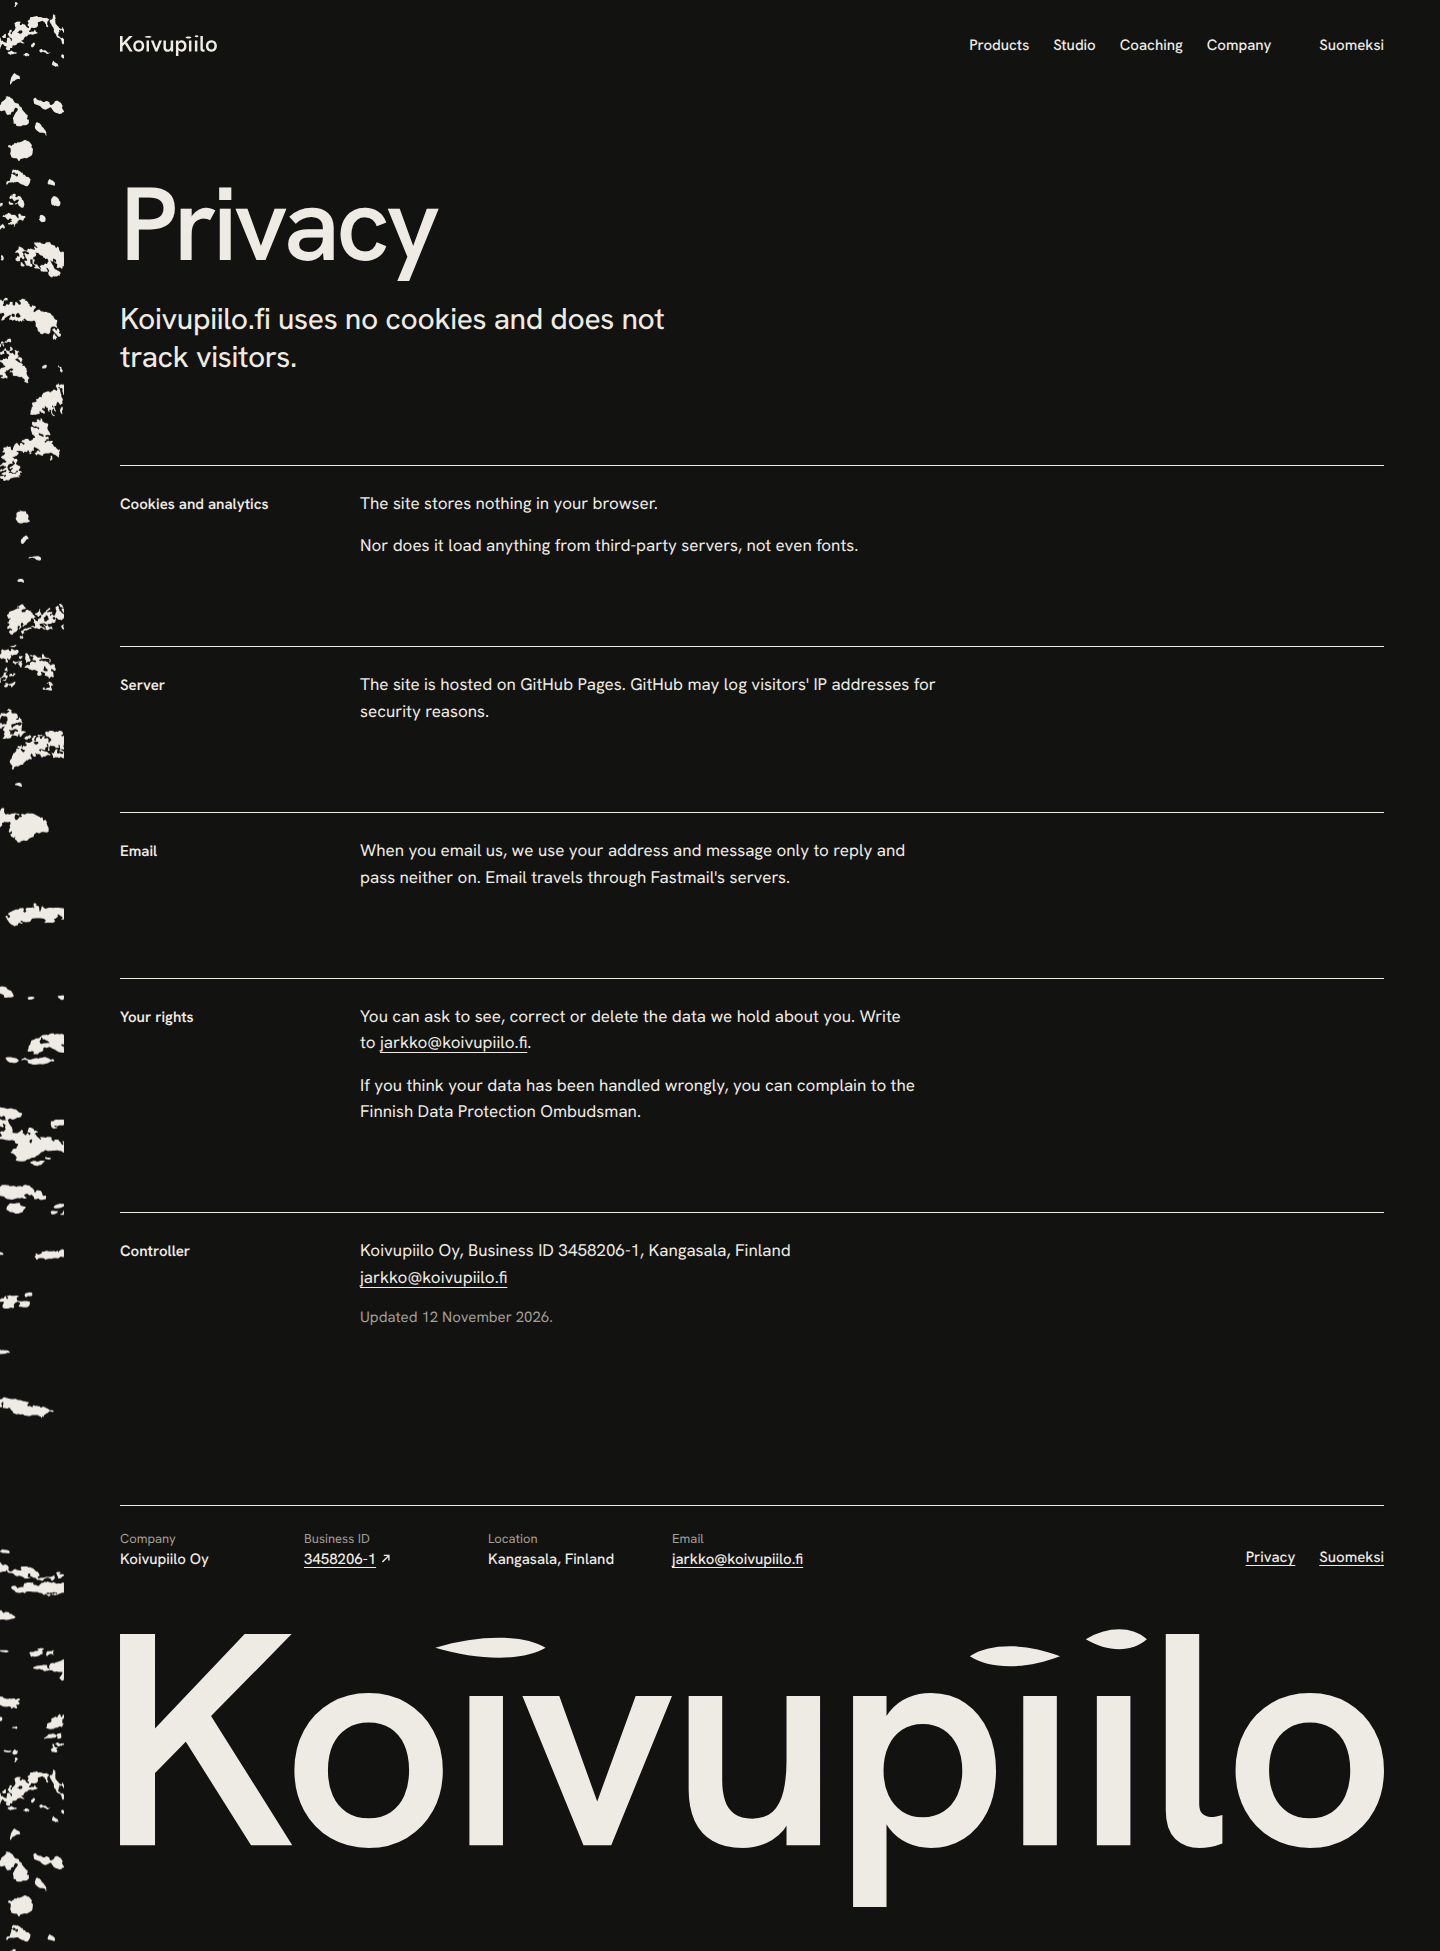 Koivupiilo
Products Studio Coaching Company Suomeksi
Privacy
Koivupiilo.fi uses no cookies and does not
track visitors.
Cookies and analytics
The site stores nothing in your browser.
Nor does it load anything from third-party servers, not even fonts.
Server
The site is hosted on GitHub Pages. GitHub may log visitors' IP addresses for
security reasons.
Email
When you email us, we use your address and message only to reply and
pass neither on. Email travels through Fastmail's servers.
Your rights
You can ask to see, correct or delete the data we hold about you. Write
to jarkko@koivupiilo.fi.
If you think your data has been handled wrongly, you can complain to the
Finnish Data Protection Ombudsman.
Controller
Koivupiilo Oy, Business ID 3458206-1, Kangasala, Finland
jarkko@koivupiilo.fi
Updated 12 November 2026.
Company
Koivupiilo Oy
Business ID
3458206-1 ↗
Location
Kangasala, Finland
Email
jarkko@koivupiilo.fi
Privacy Suomeksi
Koivupiilo